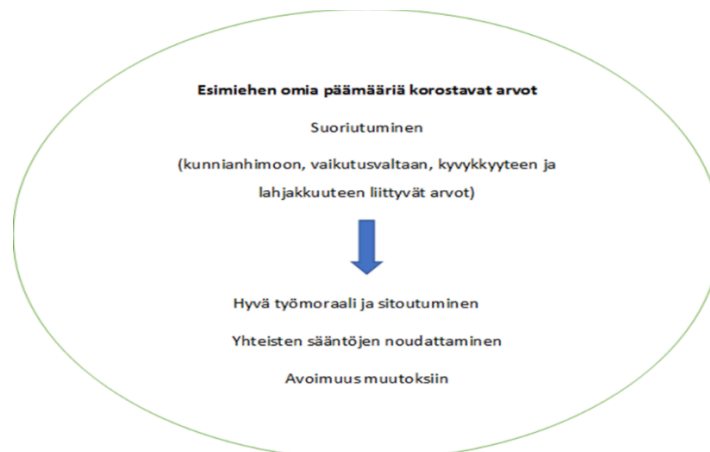 Esimiehen omia päämääriä korostavat arvot
Suoriutuminen
(kunnianhimoon, vaikutusvaltaan, kyvykkyyteen ja
lahjakkuuteen liittyvät arvot)
Hyvä työmoraali ja sitoutuminen
Yhteisten sääntöjen noudattaminen
Avoimuus muutoksiin